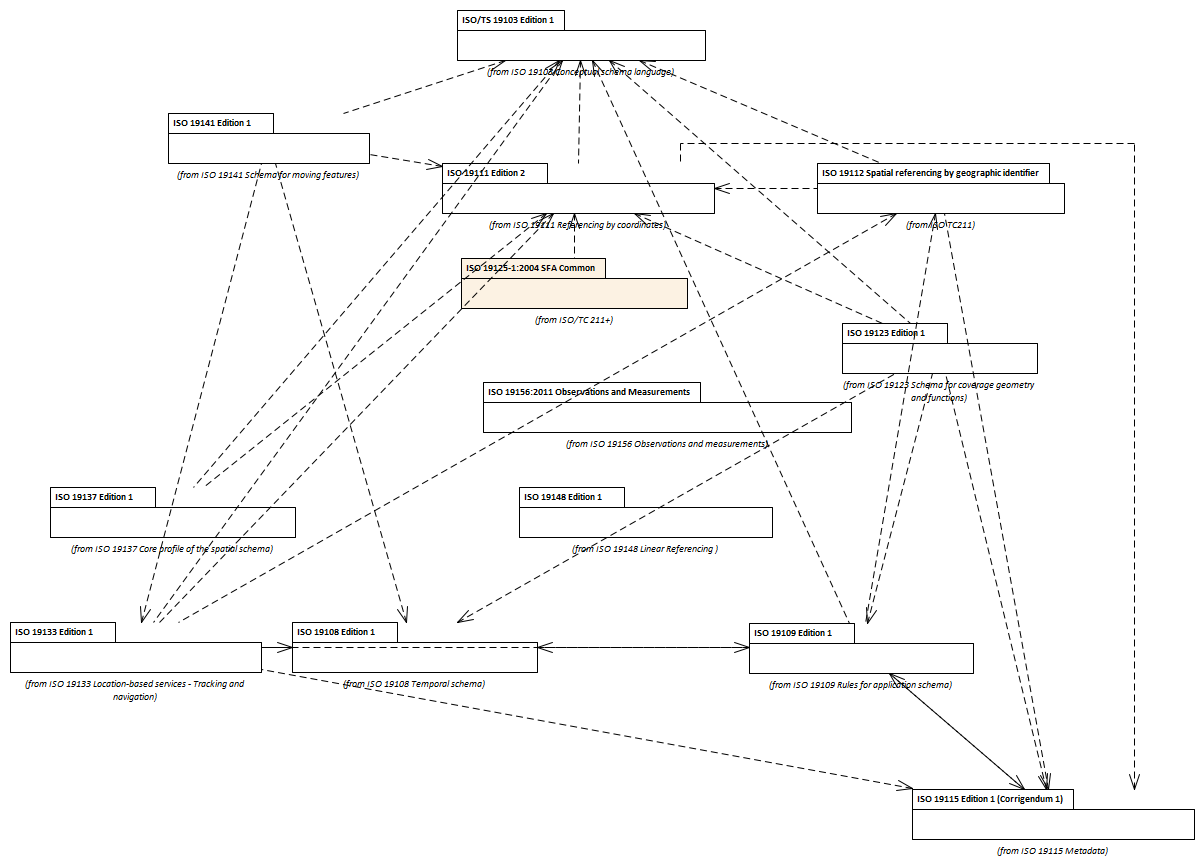 ISO/TS 19103 Edition 1
(from ISO 19103 Conceptual schema language)
ISO 19141 Edition 1
(from ISO 19141 Schema for moving features)
ISO 19111 Edition 2
(from ISO 19111 Referencing by coordinates)
ISO 19112 Spatial referencing by geographic identifier
(from ISO TC211)
ISO 19125-1:2004 SFA Common
(from ISO/TC 211+)
ISO 19123 Edition 1
(from ISO 19123 Schema for coverage geometry
and functions)
ISO 19156:2011 Observations and Measurements
(from ISO 19156 Observations and measurements)
ISO 19137 Edition 1
(from ISO 19137 Core profile of the spatial schema)
ISO 19148 Edition 1
(from ISO 19148 Linear Referencing )
ISO 19133 Edition 1
(from ISO 19133 Location-based services - Tracking and
navigation)
ISO 19108 Edition 1
(from ISO 19108 Temporal schema)
ISO 19109 Edition 1
(from ISO 19109 Rules for application schema)
ISO 19115 Edition 1 (Corrigendum 1)
(from ISO 19115 Metadata)